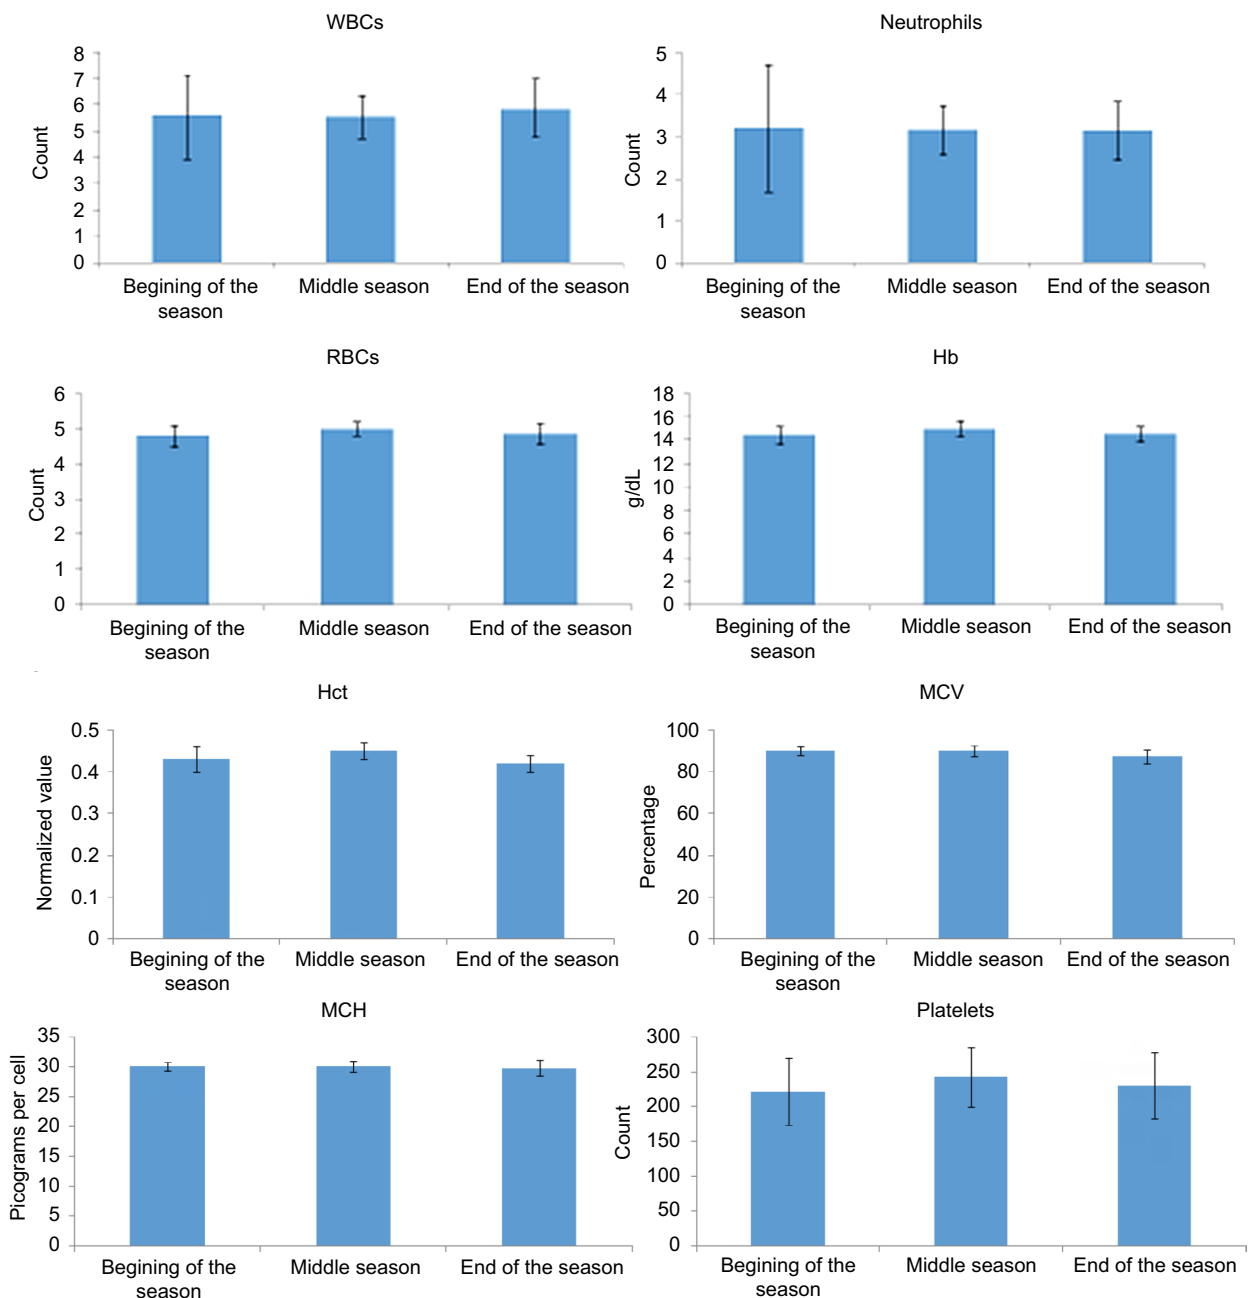 WBCs
Count
8
7
6
5
4
3
2
1
0
Begining of the
season
Middle season
End of the season
Neutrophils
Count
5
4
3
2
1
0
Begining of the
season
Middle season
End of the season
RBCs
Count
6
5
4
3
2
1
0
Begining of the
season
Middle season
End of the season
Hb
g/dL
18
16
14
12
10
8
6
4
2
0
Begining of the
season
Middle season
End of the season
Hct
Normalized value
0.5
0.4
0.3
0.2
0.1
0
Begining of the
season
Middle season
End of the season
MCV
Percentage
100
80
60
40
20
0
Begining of the
season
Middle season
End of the season
MCH
Picograms per cell
35
30
25
20
15
10
5
0
Begining of the
season
Middle season
End of the season
Platelets
Count
300
250
200
150
100
50
0
Begining of the
season
Middle season
End of the season